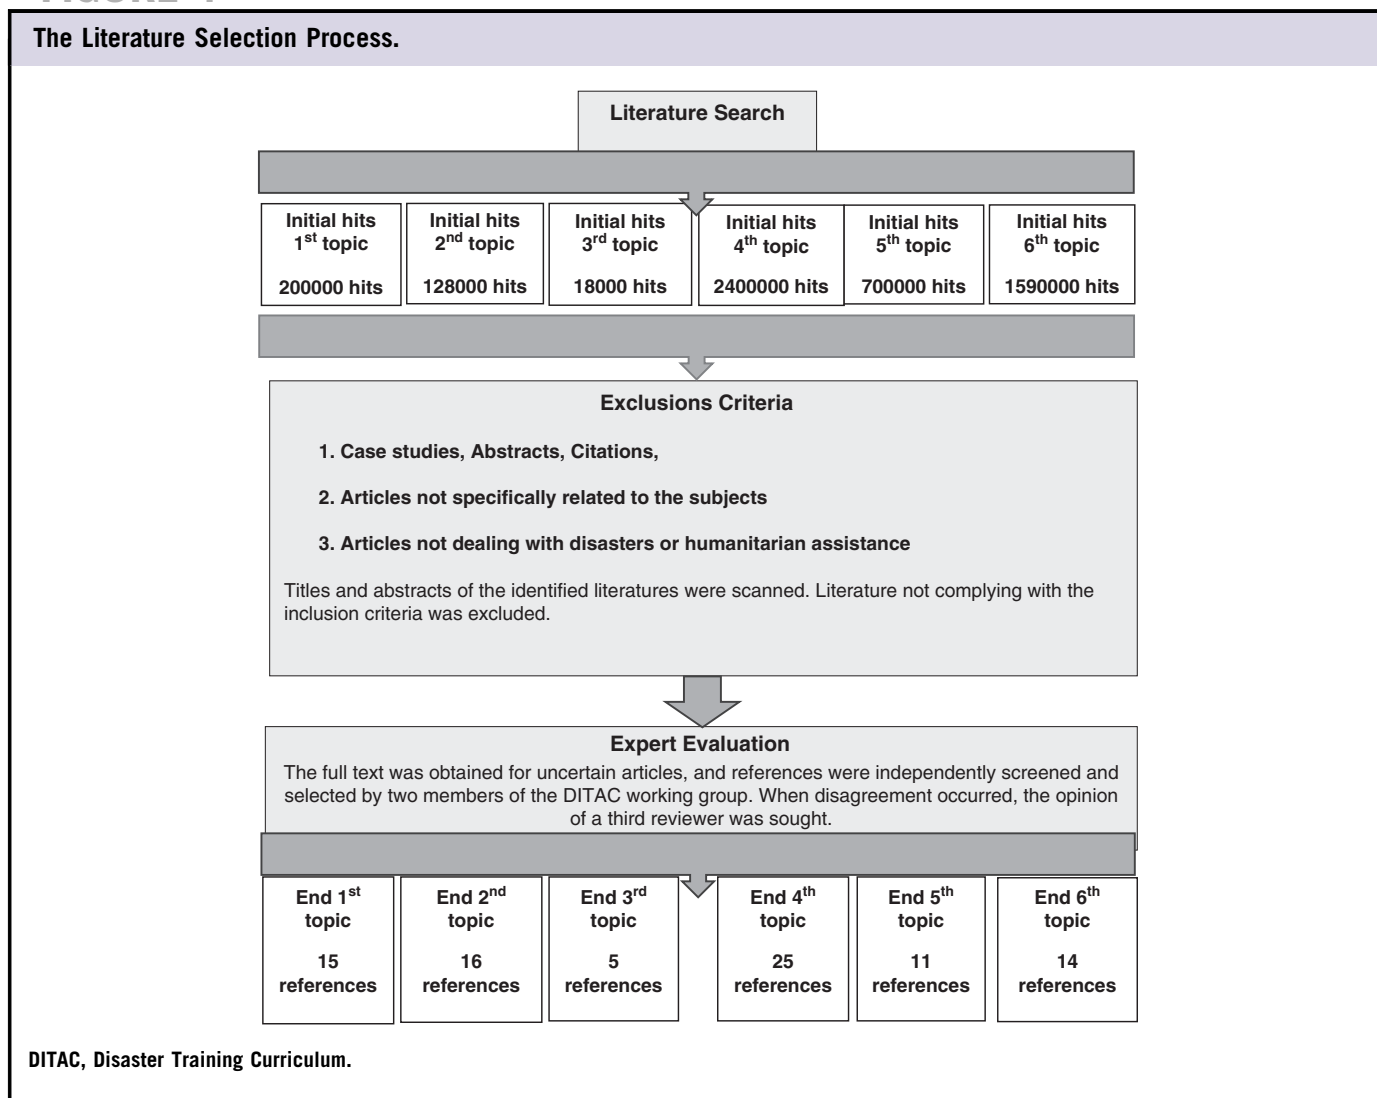 The Literature Selection Process.
Literature Search
Initial hits
1st topic
200000 hits
Initial hits
2nd topic
128000 hits
Initial hits
3rd topic
18000 hits
Initial hits
4th topic
2400000 hits
Initial hits
5th topic
700000 hits
Initial hits
6th topic
1590000 hits
Exclusions Criteria
1. Case studies, Abstracts, Citations,
2. Articles not specifically related to the subjects
3. Articles not dealing with disasters or humanitarian assistance
Titles and abstracts of the identified literatures were scanned. Literature not complying with the
inclusion criteria was excluded.
Expert Evaluation
The full text was obtained for uncertain articles, and references were independently screened and
selected by two members of the DITAC working group. When disagreement occurred, the opinion
of a third reviewer was sought.
End 1st
topic
15
references
End 2nd
topic
16
references
End 3rd
topic
5
references
End 4th
topic
25
references
End 5th
topic
11
references
End 6th
topic
14
references
DITAC, Disaster Training Curriculum.